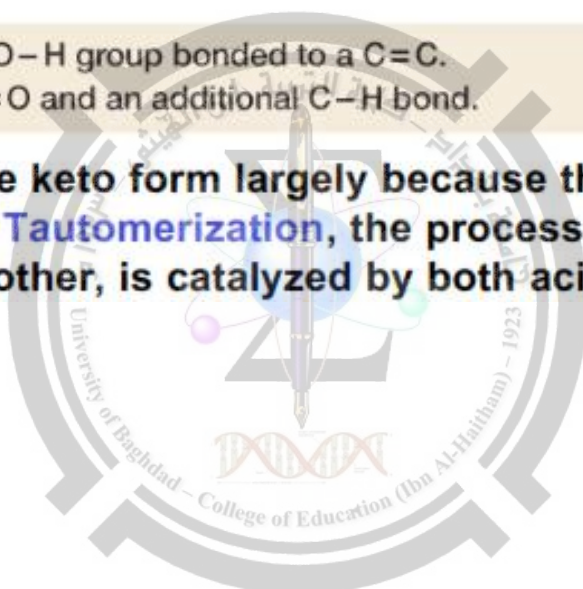 O–H group bonded to a C=C.
O and an additional C–H bond.
e keto form largely because th
Tautomerization, the process
other, is catalyzed by both aci
University of Baghdad – College of Education (Ibn Al-Haitham) – 1923